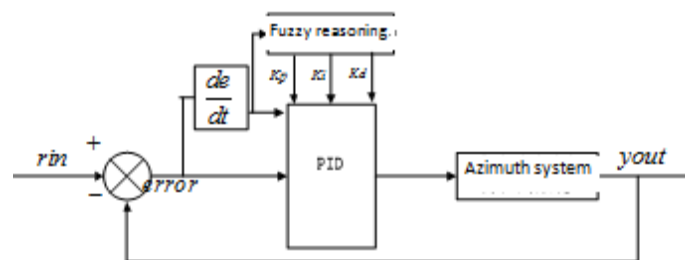 Fuzzy reasoning.
Kp Ki Kd
de
dt
rin
+
−
error
PID
Azimuth system
yout